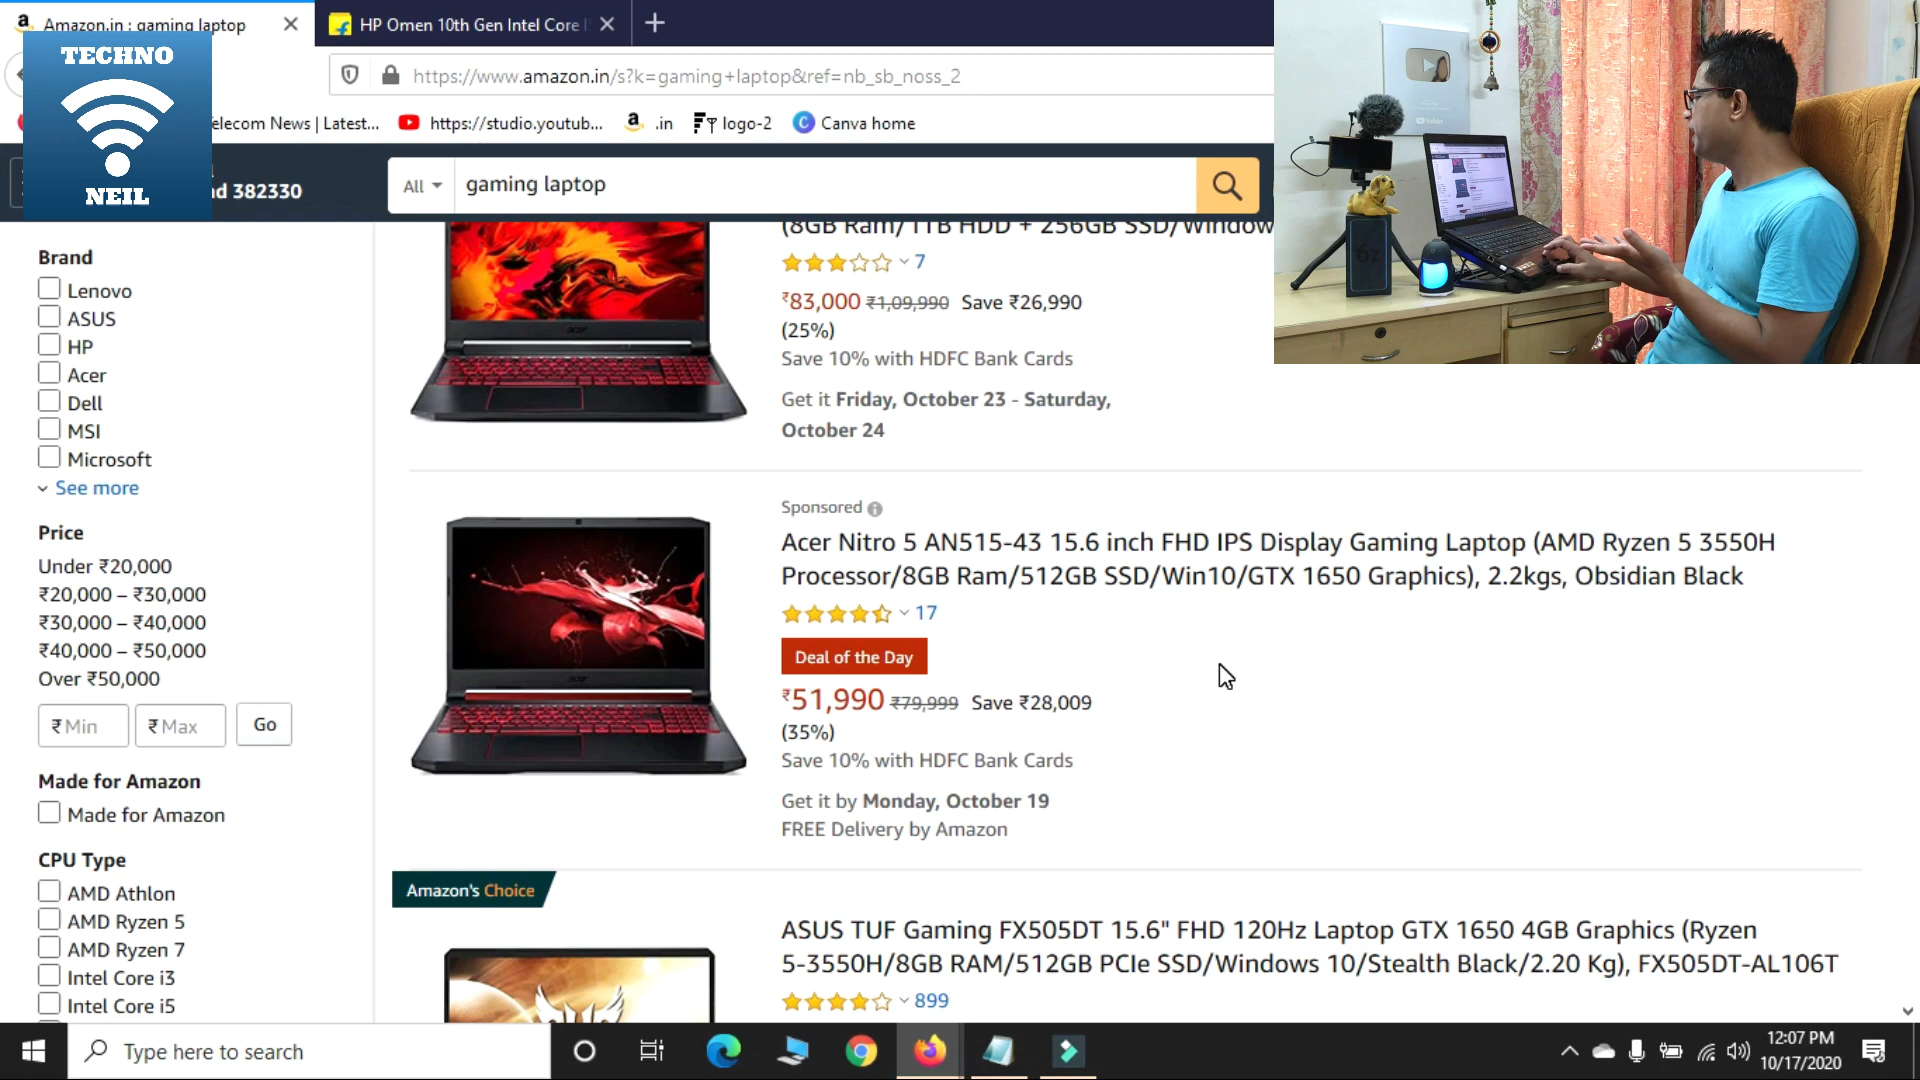 Amazon.in : gaming laptop
HP Omen 10th Gen Intel Core i
TECHNO
NEIL
https://www.amazon.in/s?k=gaming+laptop&ref=nb_sb_noss_2
elecom News | Latest...
https://studio.youtub...
.in
logo-2
Canva home
382330
All
gaming laptop
Brand
Lenovo
ASUS
HP
Acer
Dell
MSI
Microsoft
See more
Price
Under ₹20,000
₹20,000 – ₹30,000
₹30,000 – ₹40,000
₹40,000 – ₹50,000
Over ₹50,000
₹ Min
₹ Max
Go
Made for Amazon
Made for Amazon
CPU Type
AMD Athlon
AMD Ryzen 5
AMD Ryzen 7
Intel Core i3
Intel Core i5
(8GB Ram/1TB HDD + 256GB SSD/Window
7
₹83,000 ₹1,09,990 Save ₹26,990
(25%)
Save 10% with HDFC Bank Cards
Get it Friday, October 23 - Saturday,
October 24
Sponsored
Acer Nitro 5 AN515-43 15.6 inch FHD IPS Display Gaming Laptop (AMD Ryzen 5 3550H
Processor/8GB Ram/512GB SSD/Win10/GTX 1650 Graphics), 2.2kgs, Obsidian Black
17
Deal of the Day
₹51,990 ₹79,999 Save ₹28,009
(35%)
Save 10% with HDFC Bank Cards
Get it by Monday, October 19
FREE Delivery by Amazon
Amazon's Choice
ASUS TUF Gaming FX505DT 15.6" FHD 120Hz Laptop GTX 1650 4GB Graphics (Ryzen
5-3550H/8GB RAM/512GB PCIe SSD/Windows 10/Stealth Black/2.20 Kg), FX505DT-AL106T
899
Type here to search
12:07 PM
10/17/2020